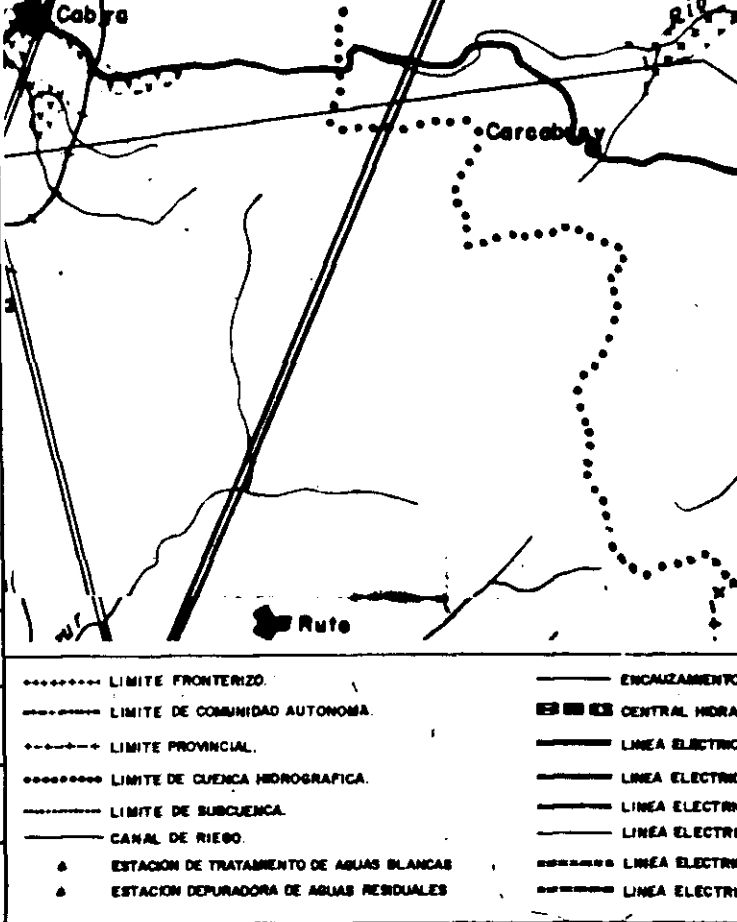 Cabra
Rio
Carcabuey
Rute
LIMITE FRONTERIZO.
LIMITE DE COMUNIDAD AUTONOMA.
LIMITE PROVINCIAL.
LIMITE DE CUENCA HIDROGRAFICA.
LIMITE DE SUBCUENCA.
CANAL DE RIEGO.
ESTACION DE TRATAMIENTO DE AGUAS BLANCAS
ESTACION DEPURADORA DE AGUAS RESIDUALES
ENCAUZAMIENTO
CENTRAL HIDRA
LINEA ELECTRIC
LINEA ELECTRIC
LINEA ELECTRI
LINEA ELECTRI
LINEA ELECTRI
LINEA ELECTRI